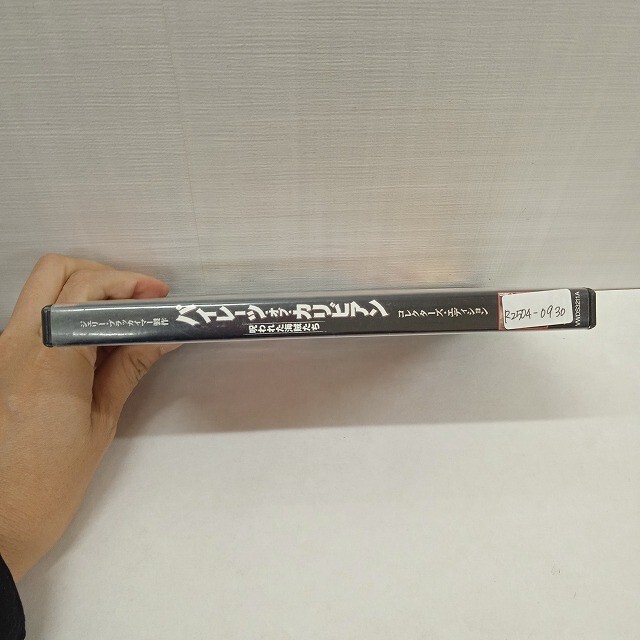 ジェリー・ブラッカイマー製作
パイレーツ・オブ・カリビアン
呪われた海賊たち
コレクターズ・エディション
R2504-0930
VWDS5211A